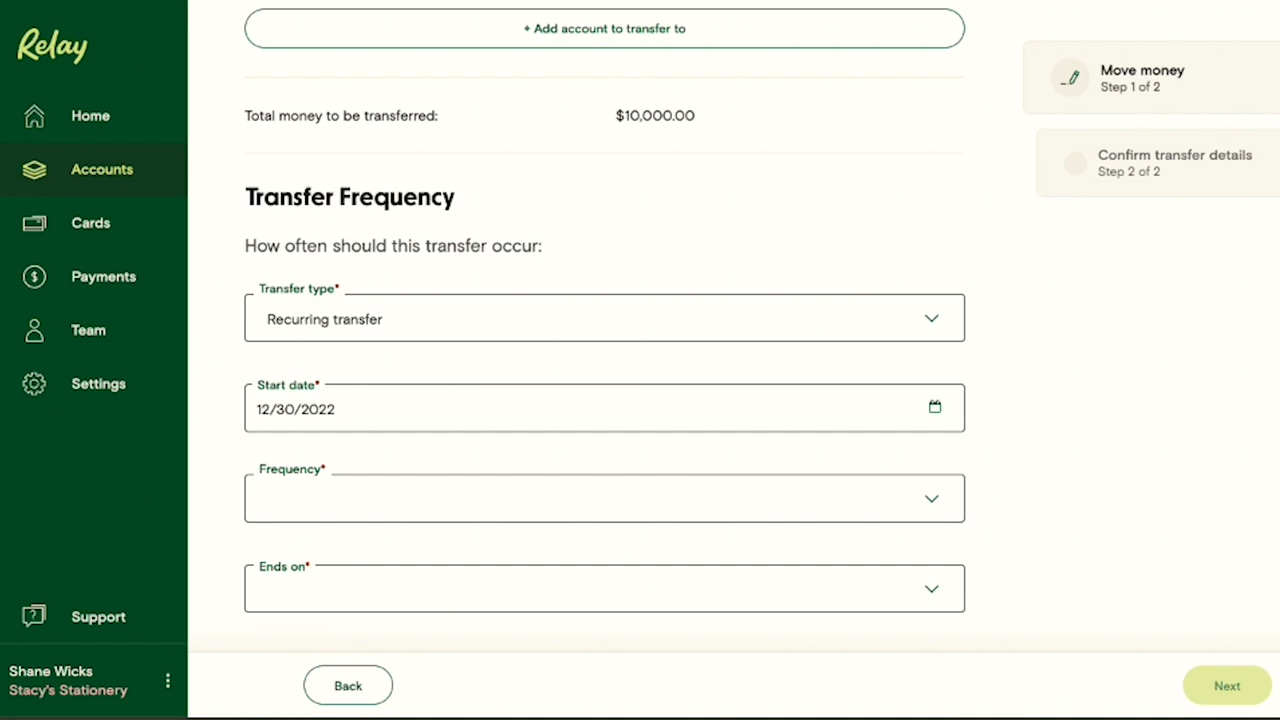 Relay
Home
Accounts
Cards
Payments
Team
Settings
Support
Shane Wicks
Stacy's Stationery
+ Add account to transfer to
Total money to be transferred: $10,000.00
Transfer Frequency
How often should this transfer occur:
Transfer type*
Recurring transfer
Start date*
12/30/2022
Frequency*
Ends on*
Back
Next
Move money
Step 1 of 2
Confirm transfer details
Step 2 of 2